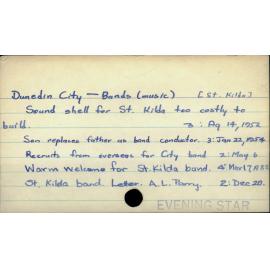 Dunedin City — Bands (music) [St. Kilda]
Sound shell for St. Kilda too costly to
build. 3: Ag 14, 1952
Son replaces father as band conductor. 3: Jan 22, 1954
Recruits from overseas for City band 2: May 6
Warm welcome for St. Kilda band. 4: Mar 17
St. Kilda band. Letter. A.L. Parry. 2: Dec 20.
EVENING STAR